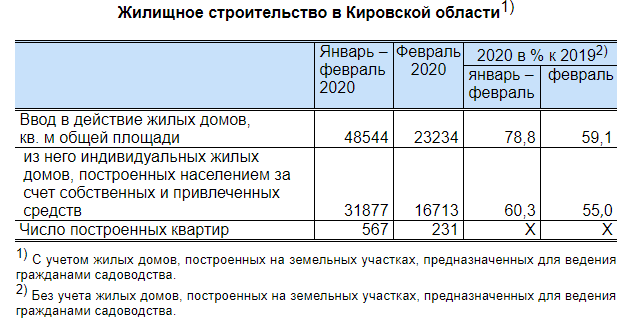 Жилищное строительство в Кировской области1)
Январь –
февраль
2020
Февраль
2020
2020 в % к 20192)
январь –
февраль
февраль
Ввод в действие жилых домов,
кв. м общей площади 48544 23234 78,8 59,1
из него индивидуальных жилых
домов, построенных населением за
счет собственных и привлеченных
средств 31877 16713 60,3 55,0
Число построенных квартир 567 231 X X
1) С учетом жилых домов, построенных на земельных участках, предназначенных для ведения
гражданами садоводства.
2) Без учета жилых домов, построенных на земельных участках, предназначенных для ведения
гражданами садоводства.